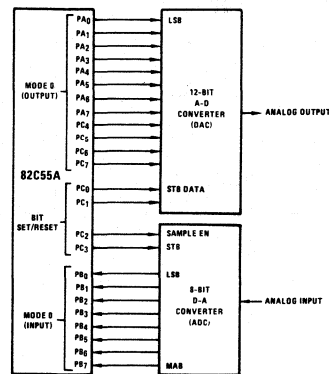 82C55A
MODE 0
(OUTPUT)
BIT
SET/RESET
MODE 0
(INPUT)
PA0
PA1
PA2
PA3
PA4
PA5
PA6
PA7
PC4
PC5
PC6
PC7
PC0
PC1
PC2
PC3
PB0
PB1
PB2
PB3
PB4
PB5
PB6
PB7
LSB
12-BIT
A-D
CONVERTER
(DAC)
STB DATA
ANALOG OUTPUT
SAMPLE EN
STB
LSB
8-BIT
D-A
CONVERTER
(ADC)
MAB
ANALOG INPUT